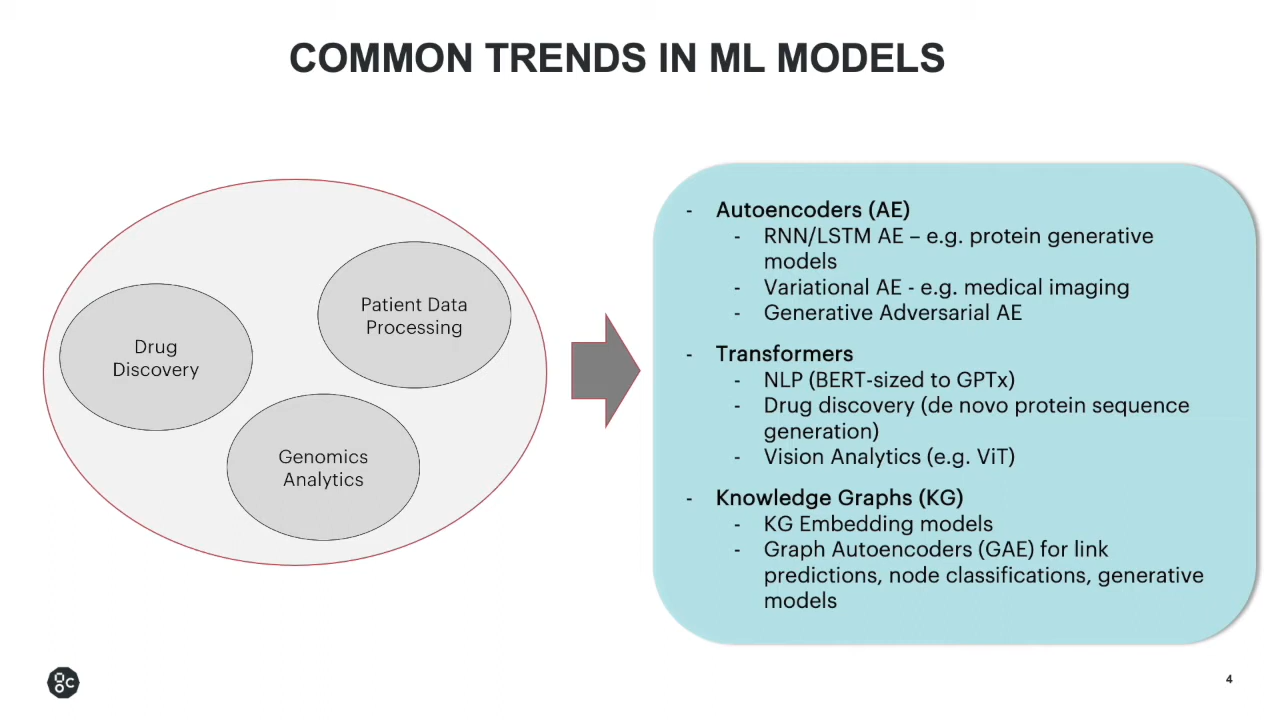 COMMON TRENDS IN ML MODELS
Patient Data
Processing
Drug
Discovery
Genomics
Analytics
- Autoencoders (AE)
- RNN/LSTM AE – e.g. protein generative
models
- Variational AE - e.g. medical imaging
- Generative Adversarial AE
- Transformers
- NLP (BERT-sized to GPTx)
- Drug discovery (de novo protein sequence
generation)
- Vision Analytics (e.g. ViT)
- Knowledge Graphs (KG)
- KG Embedding models
- Graph Autoencoders (GAE) for link
predictions, node classifications, generative
models
4